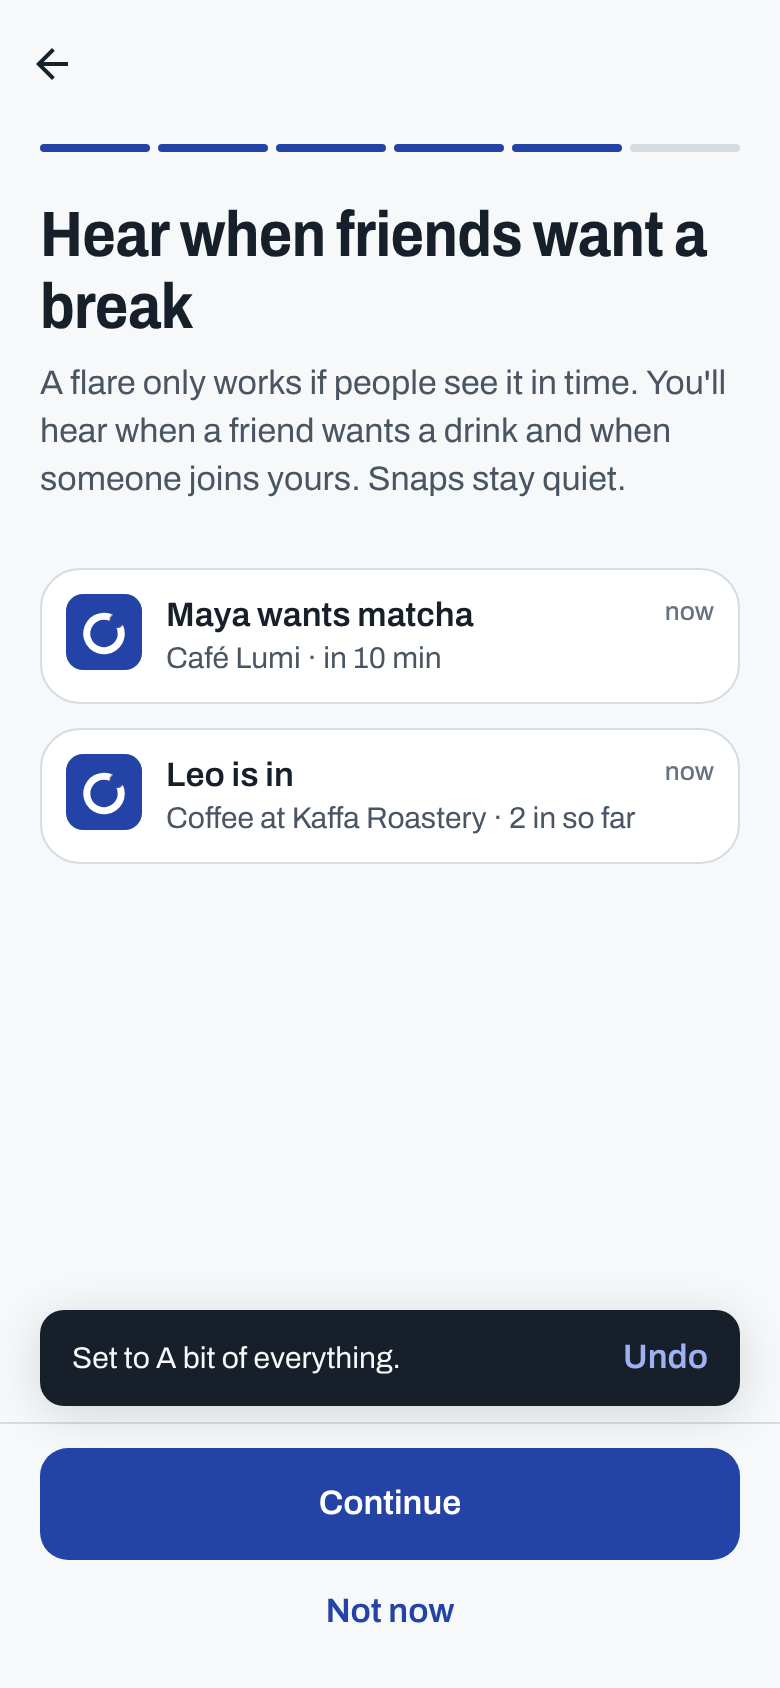 Hear when friends want a
break
A flare only works if people see it in time. You'll
hear when a friend wants a drink and when
someone joins yours. Snaps stay quiet.
Maya wants matcha
now
Café Lumi · in 10 min
Leo is in
now
Coffee at Kaffa Roastery · 2 in so far
Set to A bit of everything.
Undo
Continue
Not now